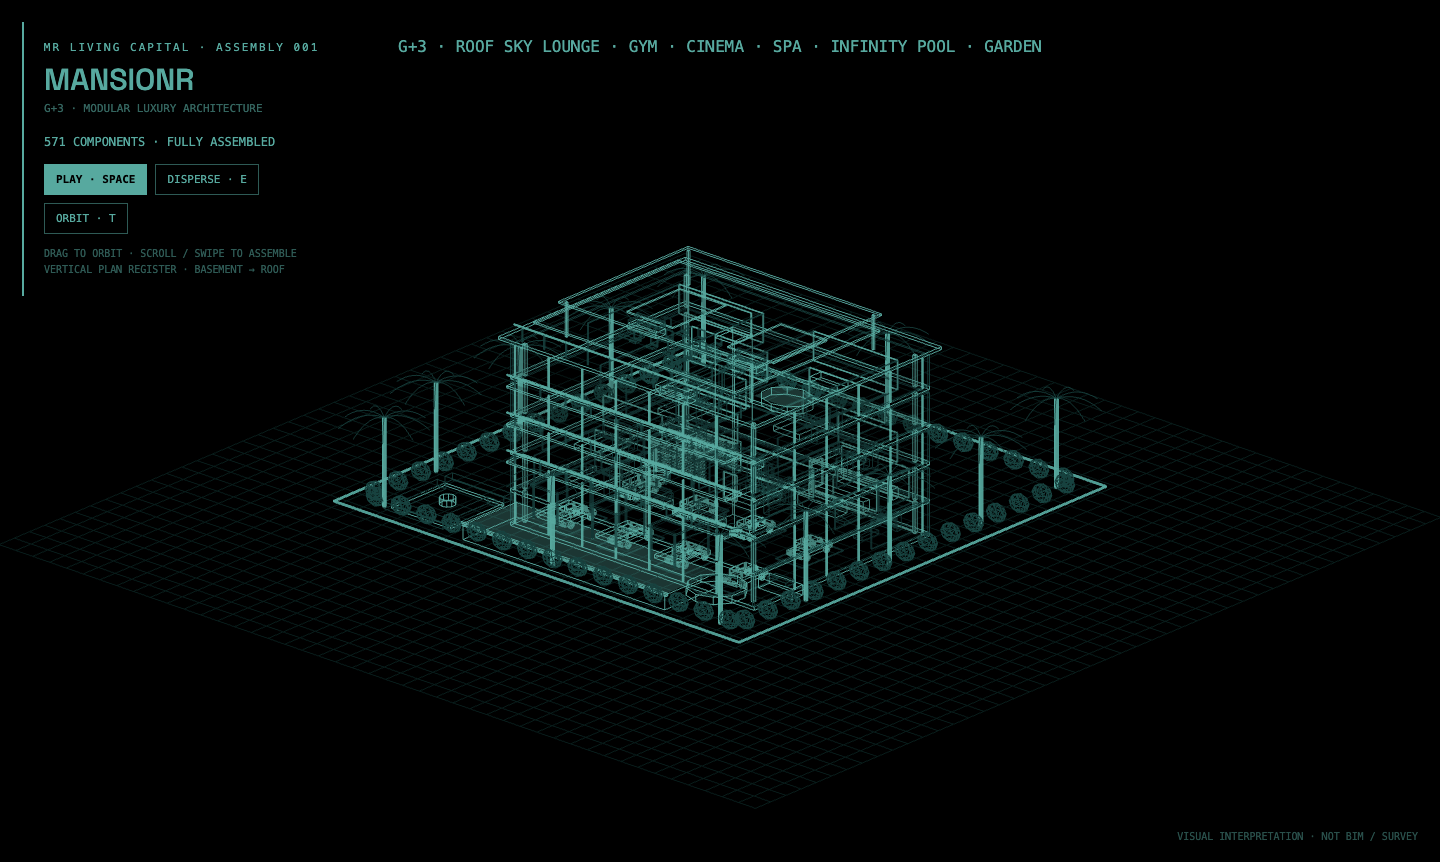 MR LIVING CAPITAL · ASSEMBLY 001
G+3 · ROOF SKY LOUNGE · GYM · CINEMA · SPA · INFINITY POOL · GARDEN
MANSIONR
G+3 · MODULAR LUXURY ARCHITECTURE
571 COMPONENTS · FULLY ASSEMBLED
PLAY · SPACE
DISPERSE · E
ORBIT · T
DRAG TO ORBIT · SCROLL / SWIPE TO ASSEMBLE
VERTICAL PLAN REGISTER · BASEMENT → ROOF
VISUAL INTERPRETATION · NOT BIM / SURVEY